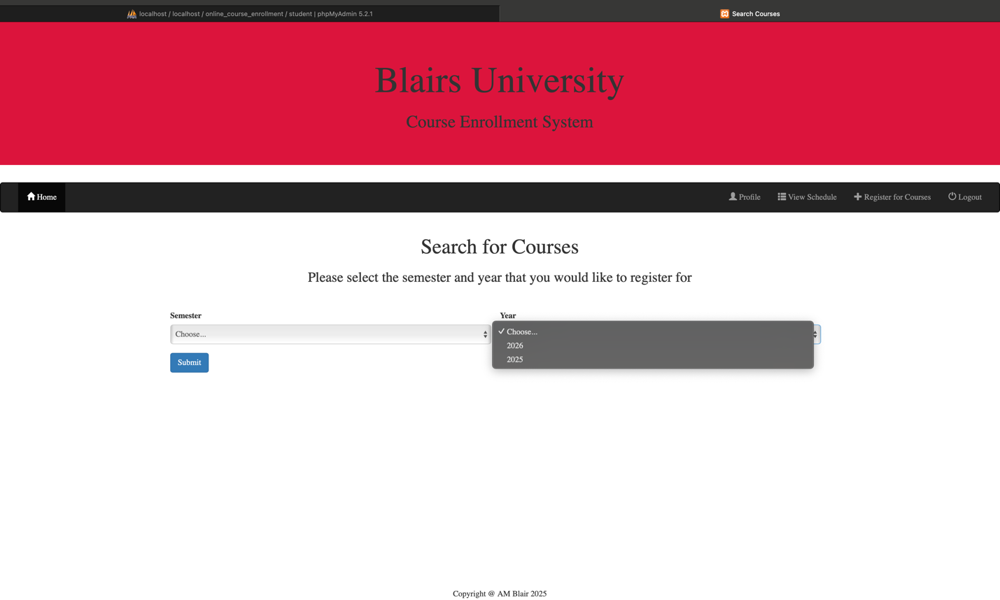 localhost / localhost / online_course_enrollment / student | phpMyAdmin 5.2.1
Search Courses
Blairs University
Course Enrollment System
Home
Profile
View Schedule
Register for Courses
Logout
Search for Courses
Please select the semester and year that you would like to register for
Semester
Choose...
Year
Choose...
2026
2025
Submit
Copyright @ AM Blair 2025